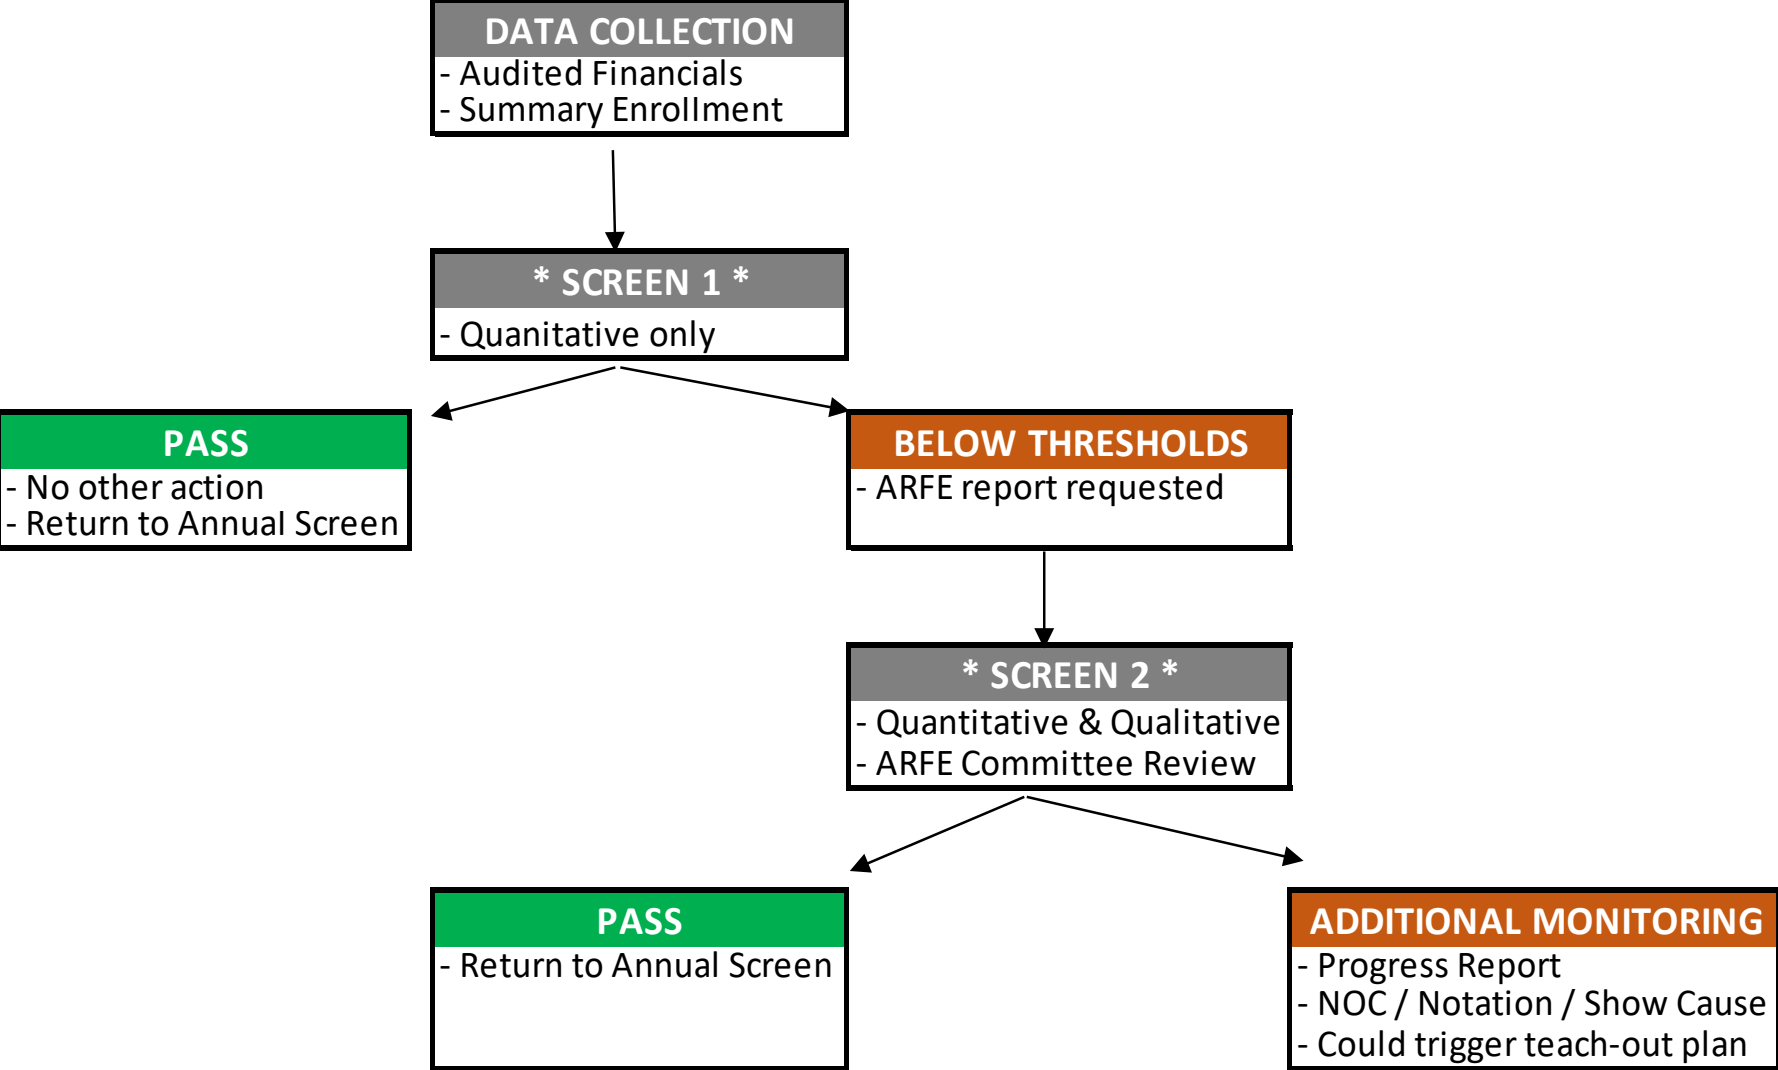 DATA COLLECTION
- Audited Financials
- Summary Enrollment
* SCREEN 1 *
- Quanitative only
PASS
- No other action
- Return to Annual Screen
BELOW THRESHOLDS
- ARFE report requested
* SCREEN 2 *
- Quantitative & Qualitative
- ARFE Committee Review
PASS
- Return to Annual Screen
ADDITIONAL MONITORING
- Progress Report
- NOC / Notation / Show Cause
- Could trigger teach-out plan